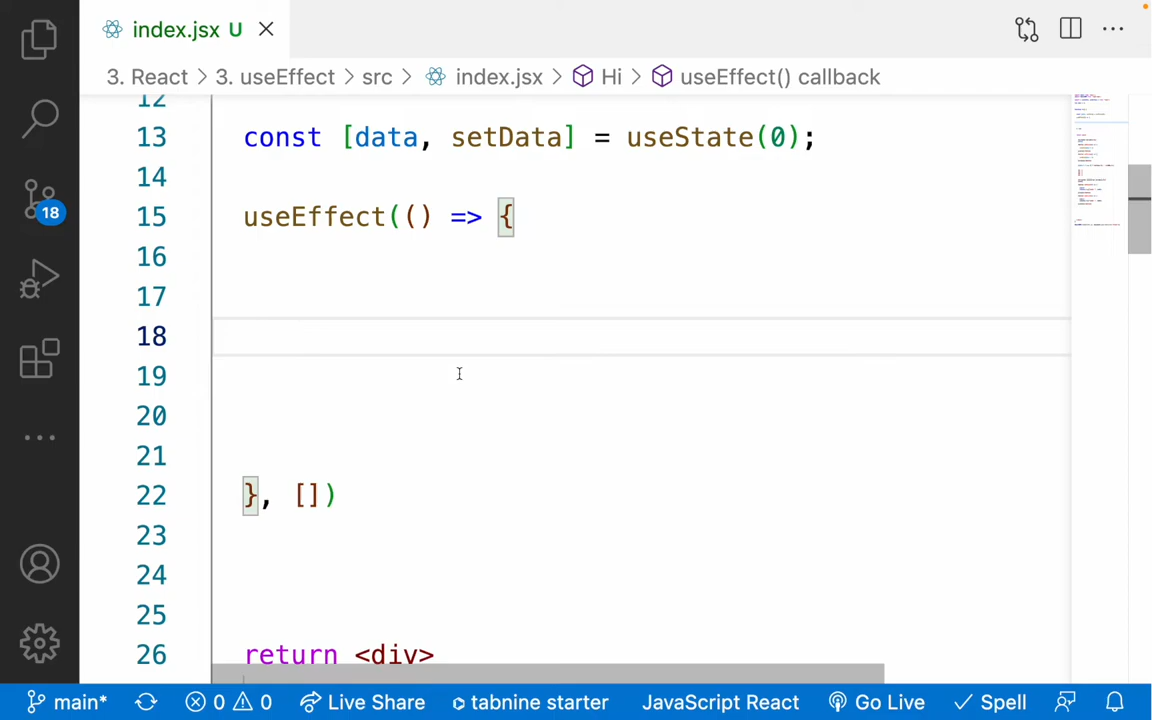 index.jsx U
3. React > 3. useEffect > src > index.jsx > Hi > useEffect() callback
12
13 const [data, setData] = useState(0);
14
15 useEffect(() => {
16
17
18
19
20
21
22 }, [])
23
24
25
26 return <div>
18
main* 0 0 Live Share tabnine starter JavaScript React Go Live Spell